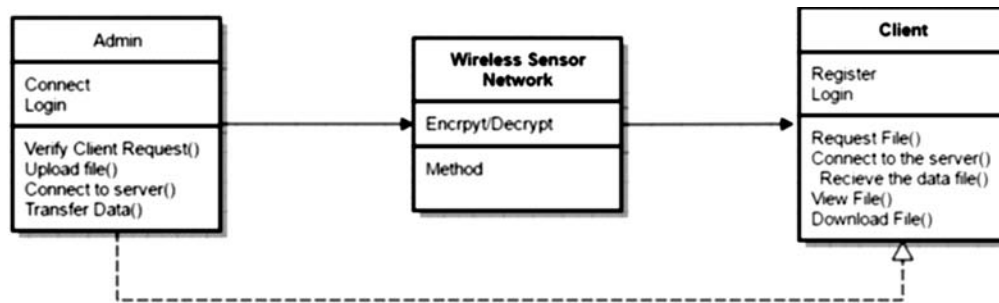 Admin
Connect
Login
Verify Client Request()
Upload file()
Connect to server()
Transfer Data()
Wireless Sensor
Network
Encrpyt/Decrypt
Method
Client
Register
Login
Request File()
Connect to the server()
Recieve the data file()
View File()
Download File()